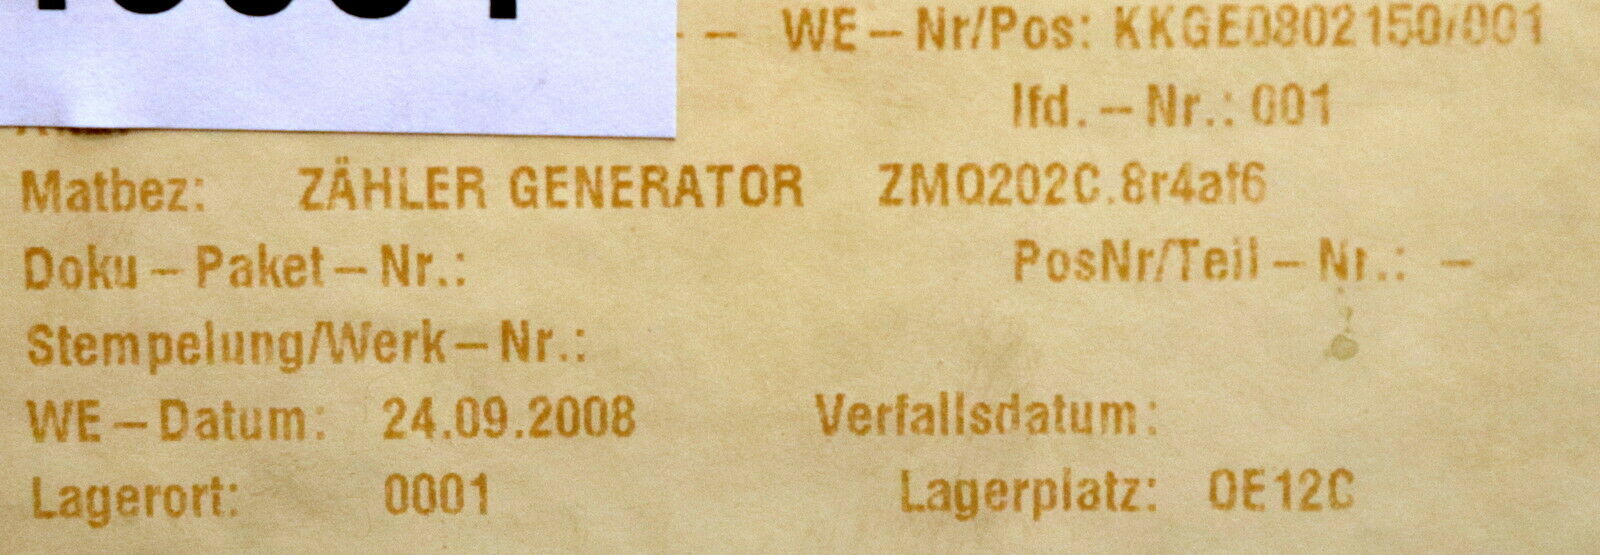 – – WE – Nr/Pos: KKGE0802150/001
lfd. – Nr.: 001
Matbez: ZÄHLER GENERATOR ZMQ202C.8r4af6
Doku – Paket – Nr.: PosNr/Teil – Nr.: –
Stempelung/Werk – Nr.:
WE – Datum: 24.09.2008 Verfallsdatum:
Lagerort: 0001 Lagerplatz: OE12C